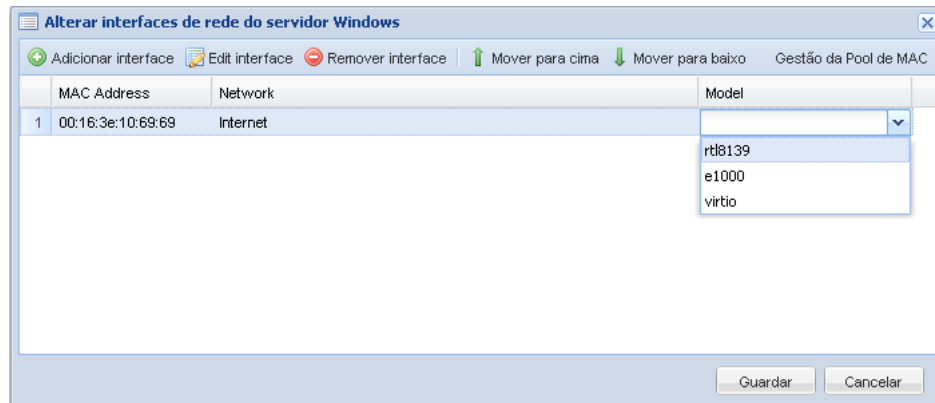 Alterar interfaces de rede do servidor Windows
Adicionar interface Edit interface Remover interface Mover para cima Mover para baixo Gestão da Pool de MAC
MAC Address Network Model
1 00:16:3e:10:69:69 Internet
rtl8139
e1000
virtio
Guardar Cancelar